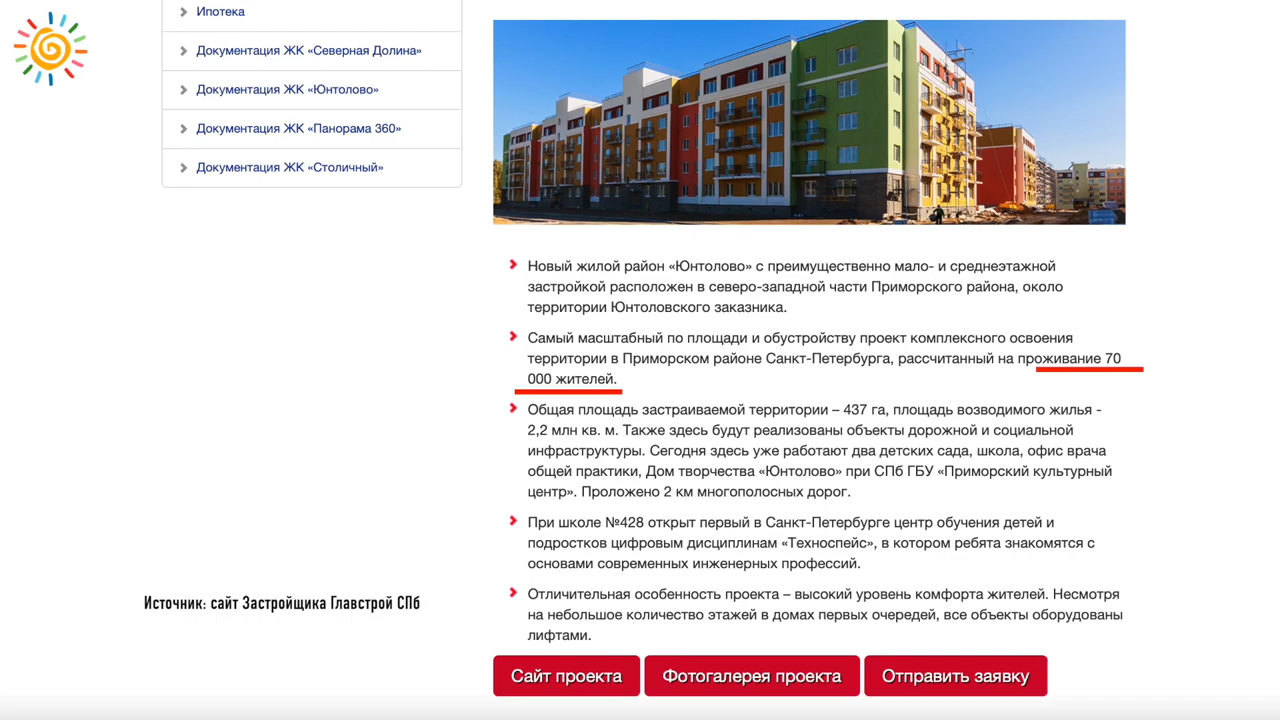 Ипотека
Документация ЖК «Северная Долина»
Документация ЖК «Юнтолово»
Документация ЖК «Панорама 360»
Документация ЖК «Столичный»
Новый жилой район «Юнтолово» с преимущественно мало- и среднеэтажной
застройкой расположен в северо-западной части Приморского района, около
территории Юнтоловского заказника.
Самый масштабный по площади и обустройству проект комплексного освоения
территории в Приморском районе Санкт-Петербурга, рассчитанный на проживание 70
000 жителей.
Общая площадь застраиваемой территории – 437 га, площадь возводимого жилья -
2,2 млн кв. м. Также здесь будут реализованы объекты дорожной и социальной
инфраструктуры. Сегодня здесь уже работают два детских сада, школа, офис врача
общей практики, Дом творчества «Юнтолово» при СПб ГБУ «Приморский культурный
центр». Проложено 2 км многополосных дорог.
При школе №428 открыт первый в Санкт-Петербурге центр обучения детей и
подростков цифровым дисциплинам «Техноспейс», в котором ребята знакомятся с
основами современных инженерных профессий.
Отличительная особенность проекта – высокий уровень комфорта жителей. Несмотря
на небольшое количество этажей в домах первых очередей, все объекты оборудованы
лифтами.
Источник: сайт Застройщика Главстрой СПб
Сайт проекта
Фотогалерея проекта
Отправить заявку